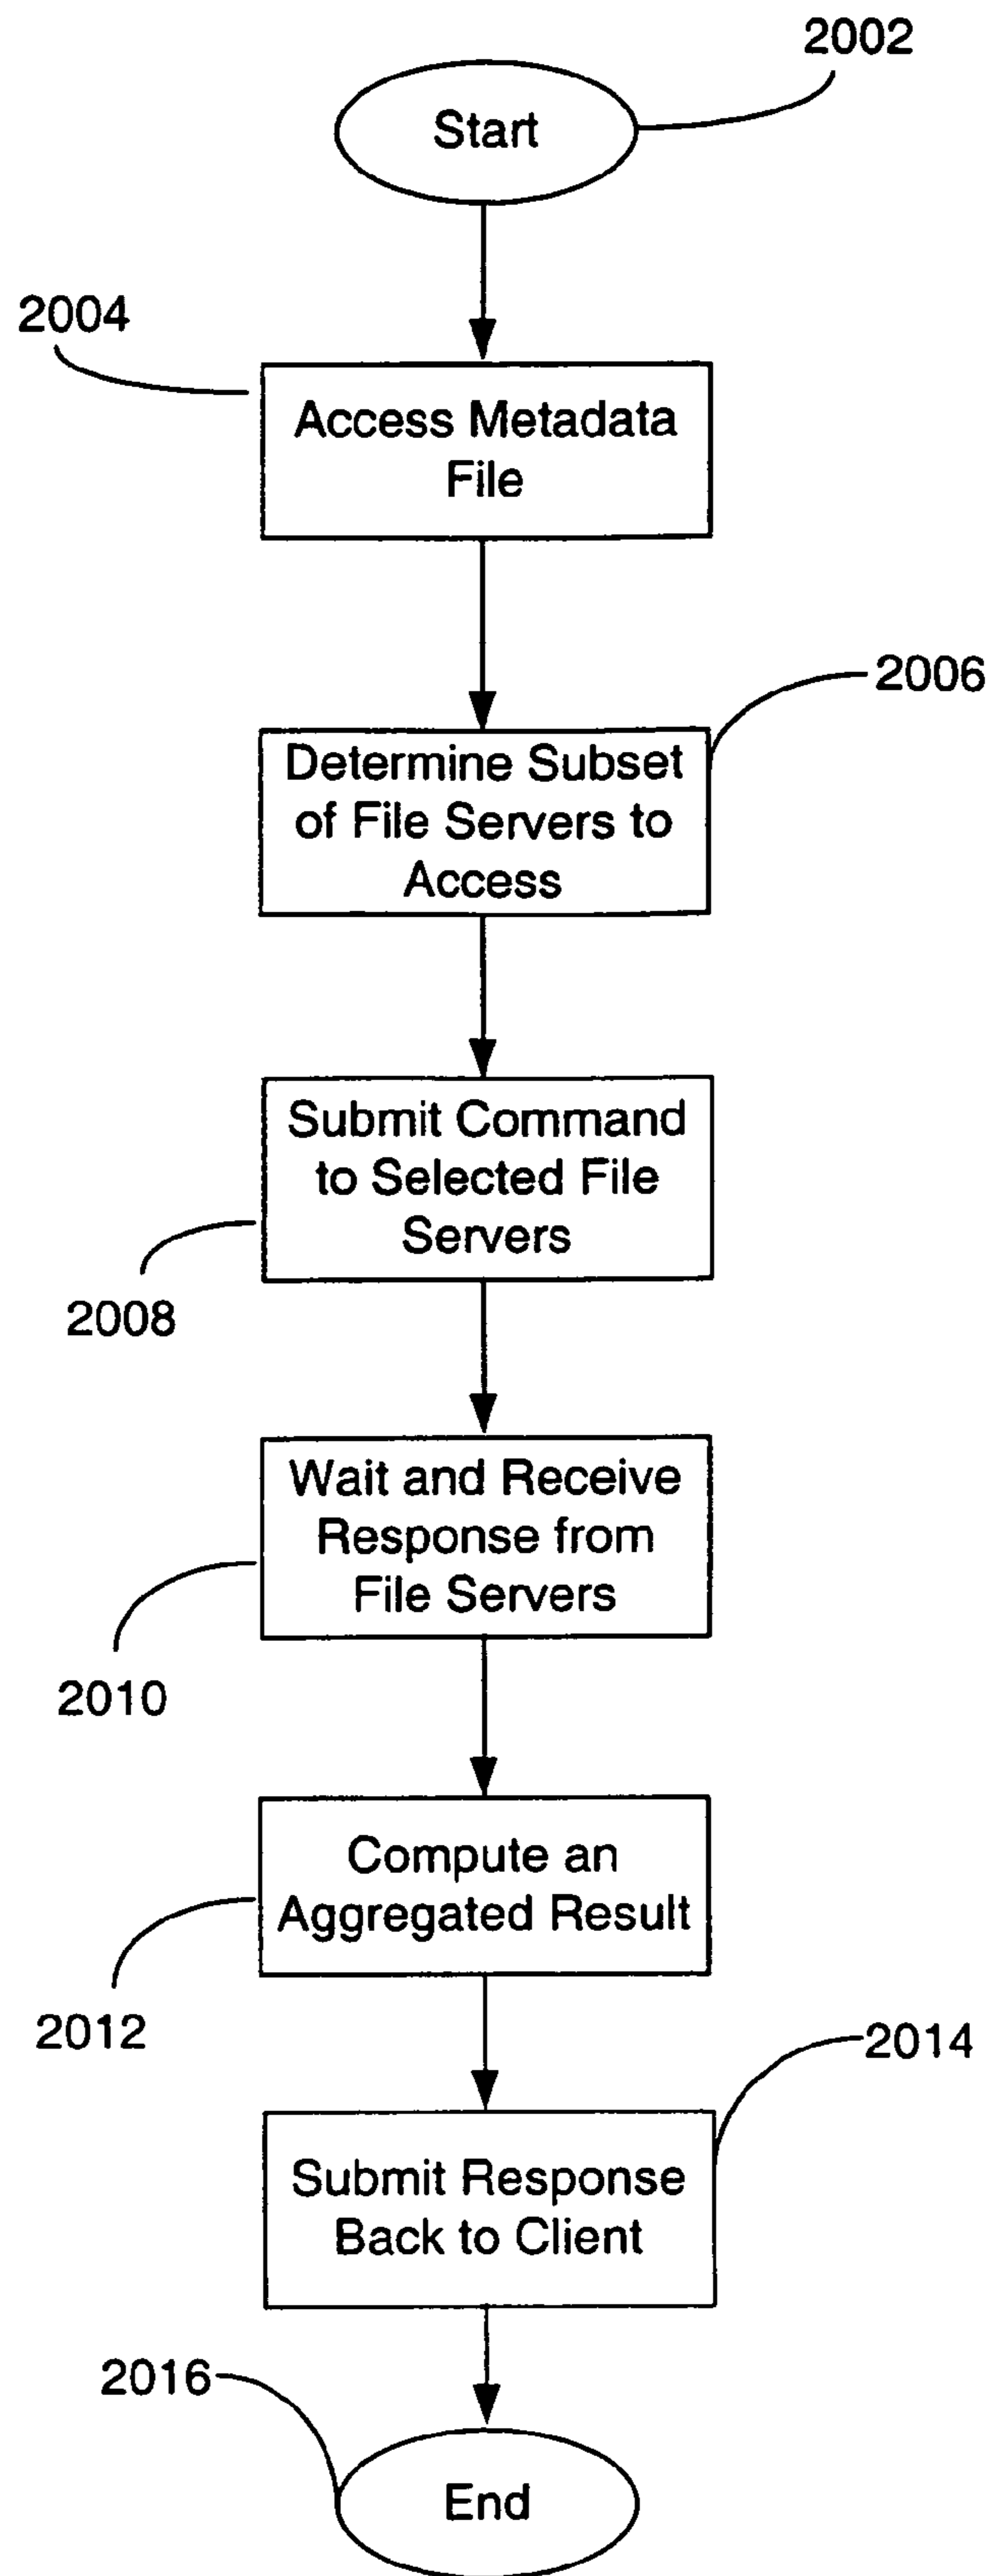 2002
Start
2004
Access Metadata
File
2006
Determine Subset
of File Servers to
Access
Submit Command
to Selected File
Servers
2008
Wait and Receive
Response from
File Servers
2010
Compute an
Aggregated Result
2012
2014
Submit Response
Back to Client
2016
End